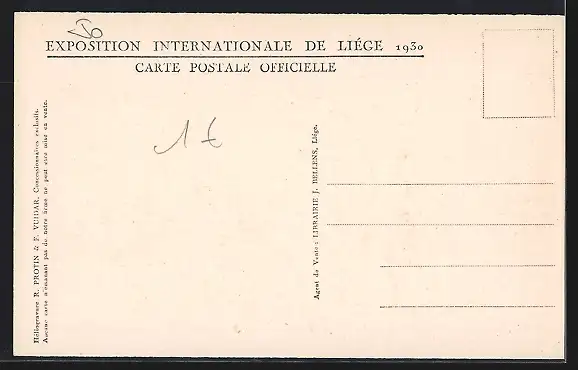 EXPOSITION INTERNATIONALE DE LIÉGE 1930
CARTE POSTALE OFFICIELLE
Héliogravure R. PROTIN & F. VUIDAR, Concessionnaires exclusifs.
Aucune carte n'émanant pas de notre firme ne peut être mise en vente.
1 €
Agent de Vente : LIBRAIRIE J. BELLENS, Liége.